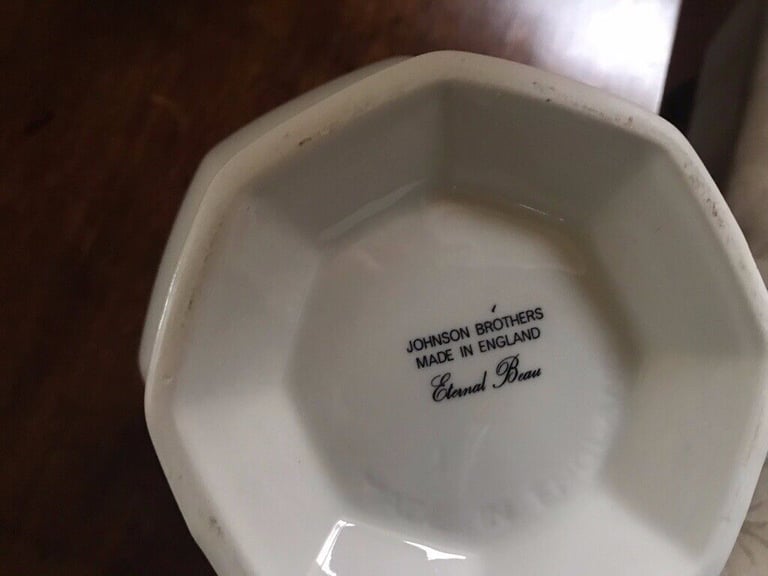 JOHNSON BROTHERS
MADE IN ENGLAND
Eternal Beau